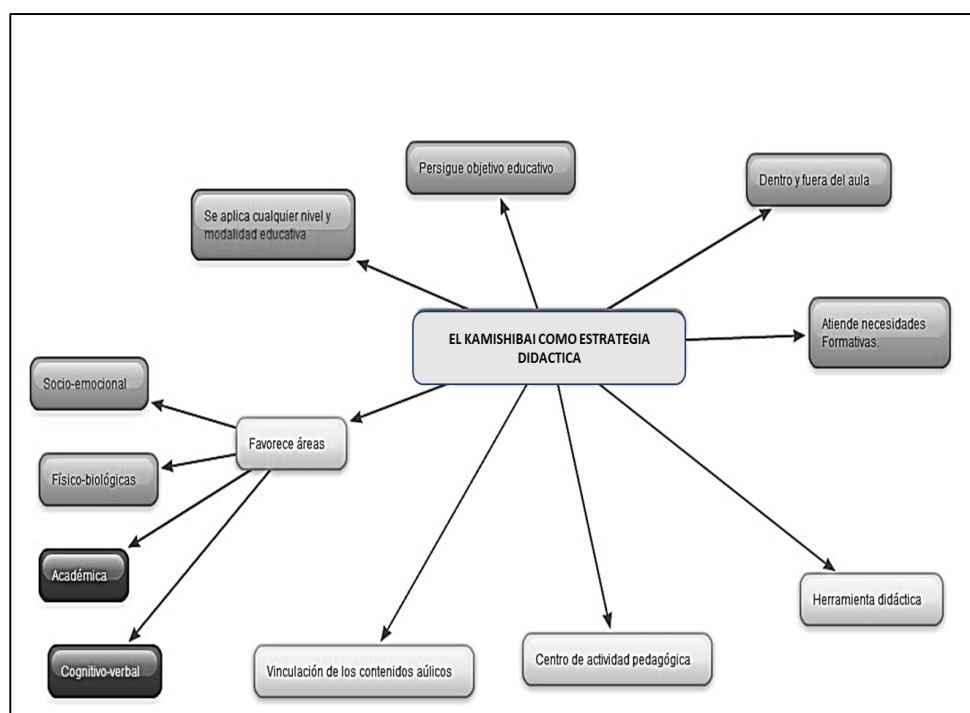 Persigue objetivo educativo
Dentro y fuera del aula
Se aplica cualquier nivel y
modalidad educativa
EL KAMISHIBAI COMO ESTRATEGIA
DIDACTICA
Atiende necesidades
Formativas.
Socio-emocional
Favorece áreas
Físico-biológicas
Académica
Cognitivo-verbal
Herramienta didáctica
Centro de actividad pedagógica
Vinculación de los contenidos aúlicos